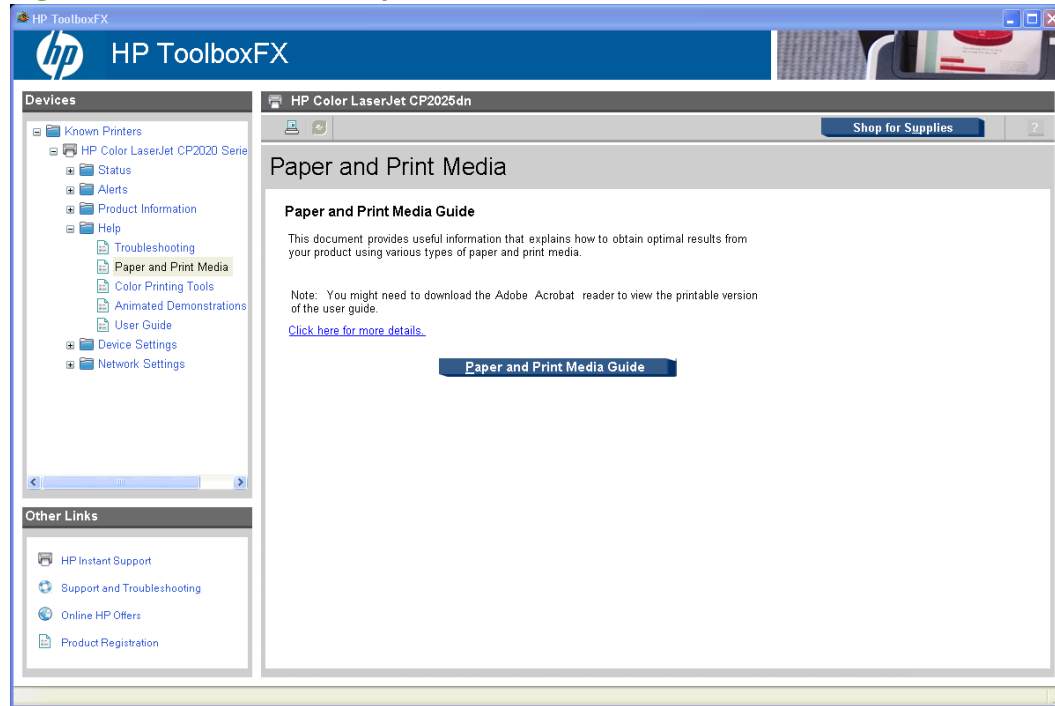 HP ToolboxFX
hp
HP ToolboxFX
Devices
Known Printers
HP Color LaserJet CP2020 Serie
Status
Alerts
Product Information
Help
Troubleshooting
Paper and Print Media
Color Printing Tools
Animated Demonstrations
User Guide
Device Settings
Network Settings
Other Links
HP Instant Support
Support and Troubleshooting
Online HP Offers
Product Registration
HP Color LaserJet CP2025dn
Shop for Supplies
?
Paper and Print Media
Paper and Print Media Guide
This document provides useful information that explains how to obtain optimal results from
your product using various types of paper and print media.
Note: You might need to download the Adobe Acrobat reader to view the printable version
of the user guide.
Click here for more details.
Paper and Print Media Guide